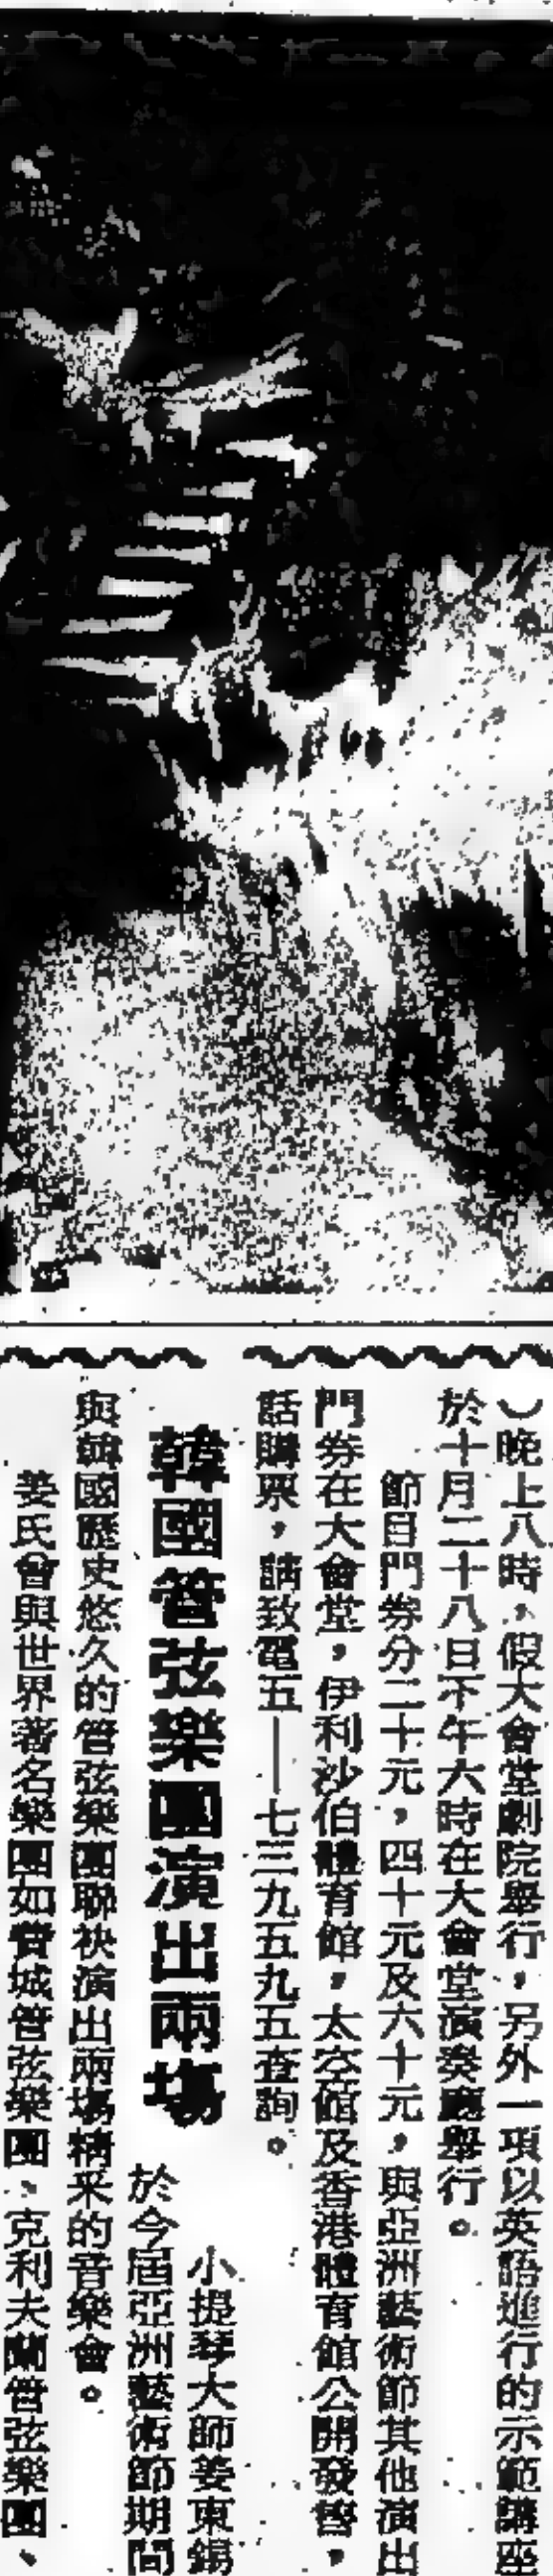 ）晚上八時，假大會堂劇院舉行，另外一項以英語進行的示範講座
於十月二十八日下午六時在大會堂演奏廳舉行。
節目門券分二十元，四十元及六十元，與亞洲藝術節其他演出
門券在大會堂，伊利沙伯體育館，太空館及香港體育館公開發售，
話購票，請致電五——七三九五九五查詢。
韓國管弦樂團演出兩場
小提琴大師姜東錫
於今屆亞洲藝術節期間
與韓國歷史悠久的管弦樂團聯袂演出兩場精采的音樂會。
姜氏曾與世界著名樂團如費城管弦樂團、克利夫蘭管弦樂團、